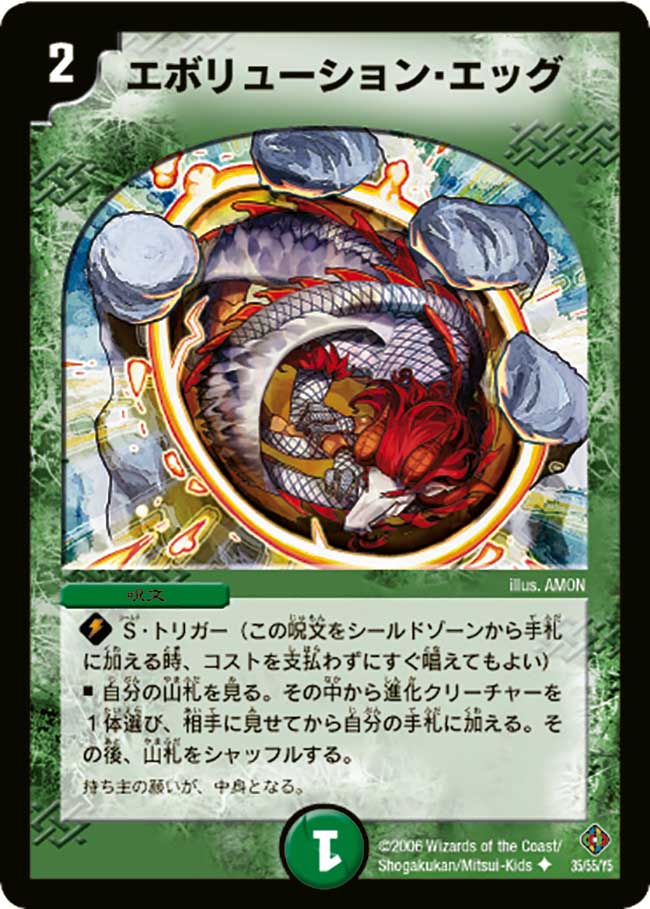 2
エボリューション・エッグ
illus. AMON
呪文
S・トリガー(この呪文をシールドゾーンから手札
に加える時、コストを支払わずにすぐ唱えてもよい)
■ 自分の山札を見る。その中から進化クリーチャーを
1体選び、相手に見せてから自分の手札に加える。そ
の後、山札をシャッフルする。
持ち主の願いが、中身となる。
1
©2006 Wizards of the Coast/
Shogakukan/Mitsui-Kids
35/55/Y5